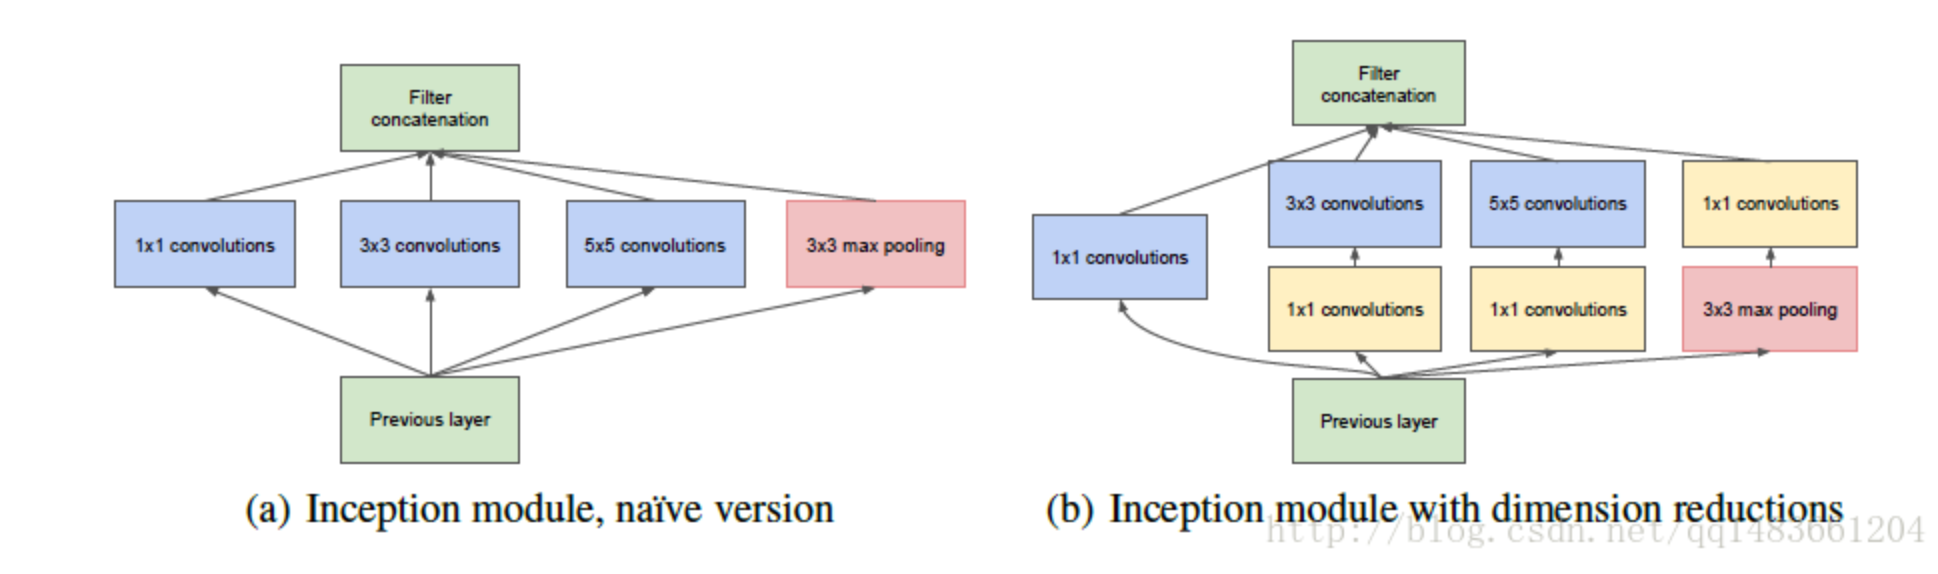 Filter
concatenation
1x1 convolutions
3x3 convolutions
5x5 convolutions
3x3 max pooling
Previous layer
(a) Inception module, naïve version
Filter
concatenation
1x1 convolutions
3x3 convolutions
5x5 convolutions
1x1 convolutions
1x1 convolutions
1x1 convolutions
3x3 max pooling
Previous layer
(b) Inception module with dimension reductions
http://blog.csdn.net/qq1483661204